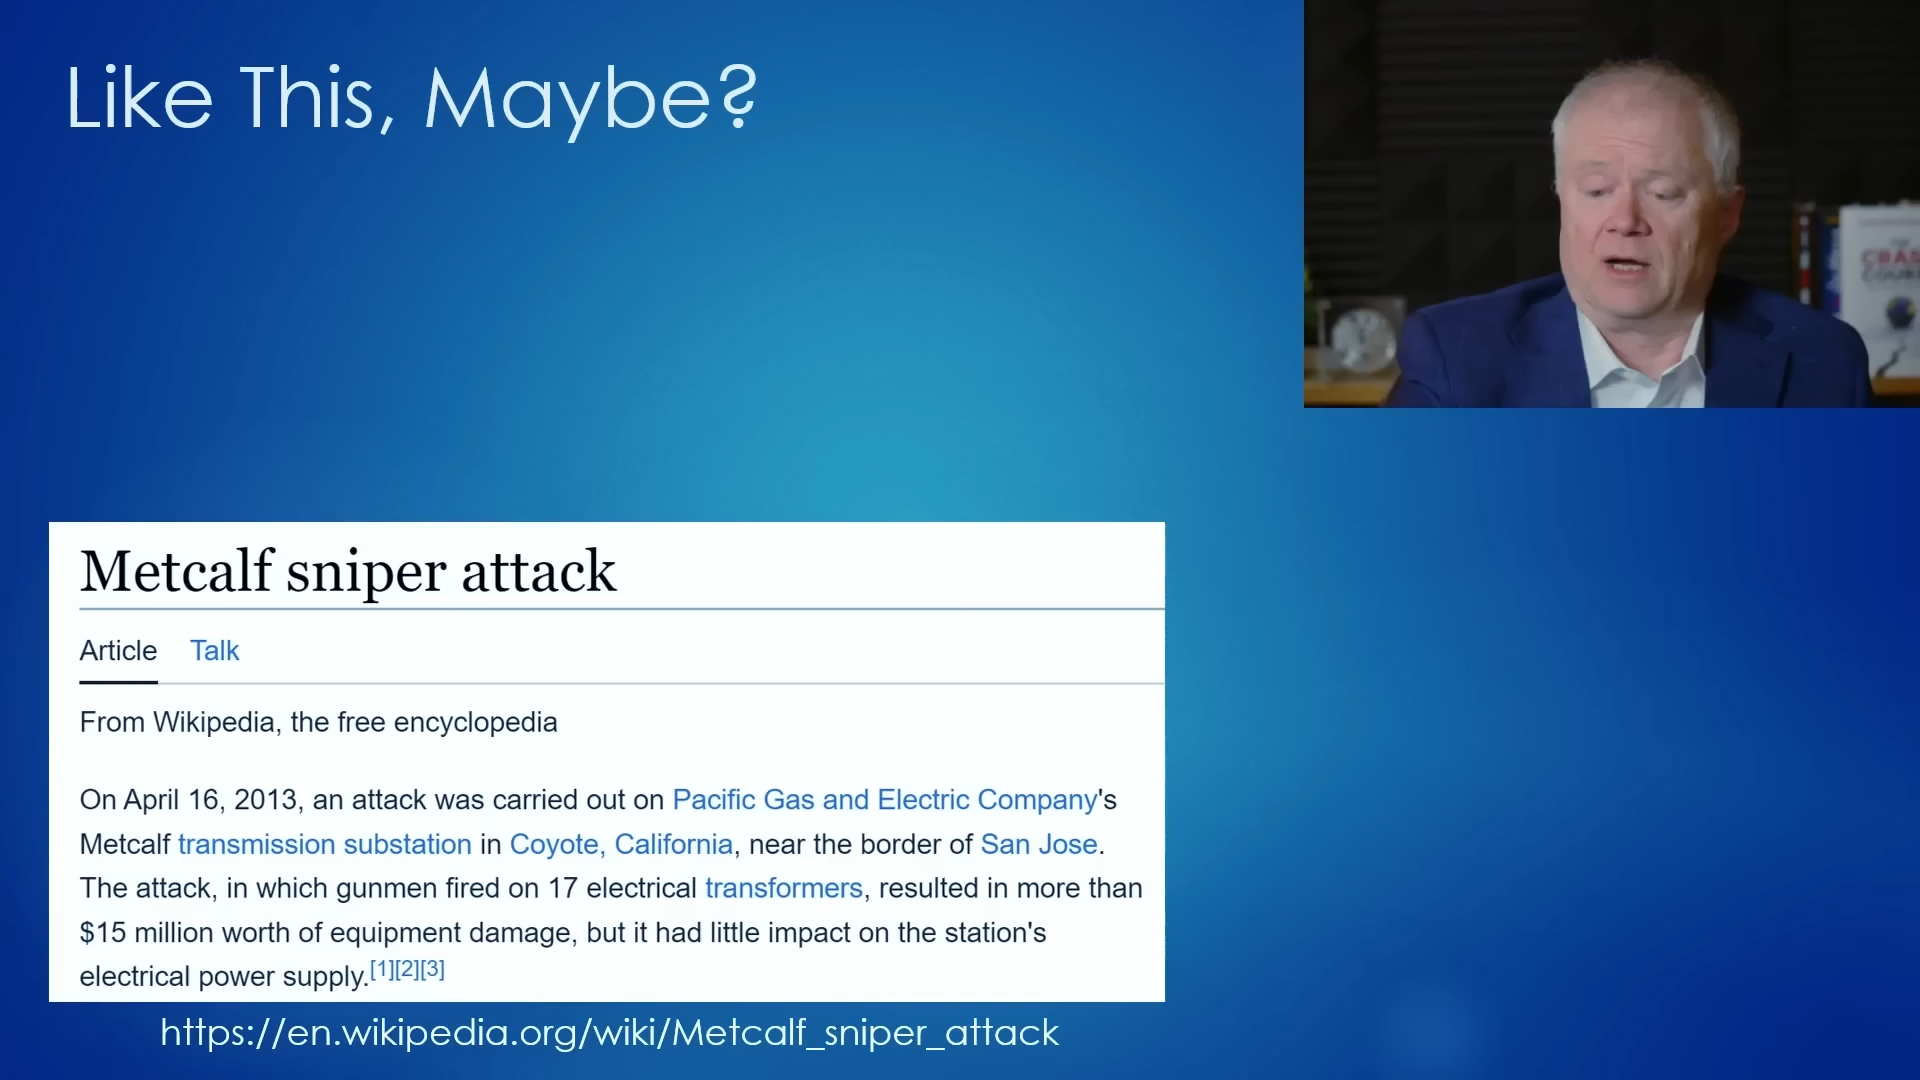 Like This, Maybe?
CRAS
COUR
Metcalf sniper attack
Article Talk
From Wikipedia, the free encyclopedia
On April 16, 2013, an attack was carried out on Pacific Gas and Electric Company's
Metcalf transmission substation in Coyote, California, near the border of San Jose.
The attack, in which gunmen fired on 17 electrical transformers, resulted in more than
$15 million worth of equipment damage, but it had little impact on the station's
electrical power supply.[1][2][3]
https://en.wikipedia.org/wiki/Metcalf_sniper_attack